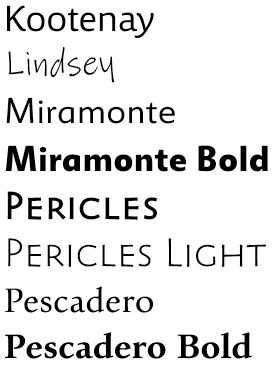 Kootenay
Lindsey
Miramonte
Miramonte Bold
Pericles
Pericles Light
Pescadero
Pescadero Bold